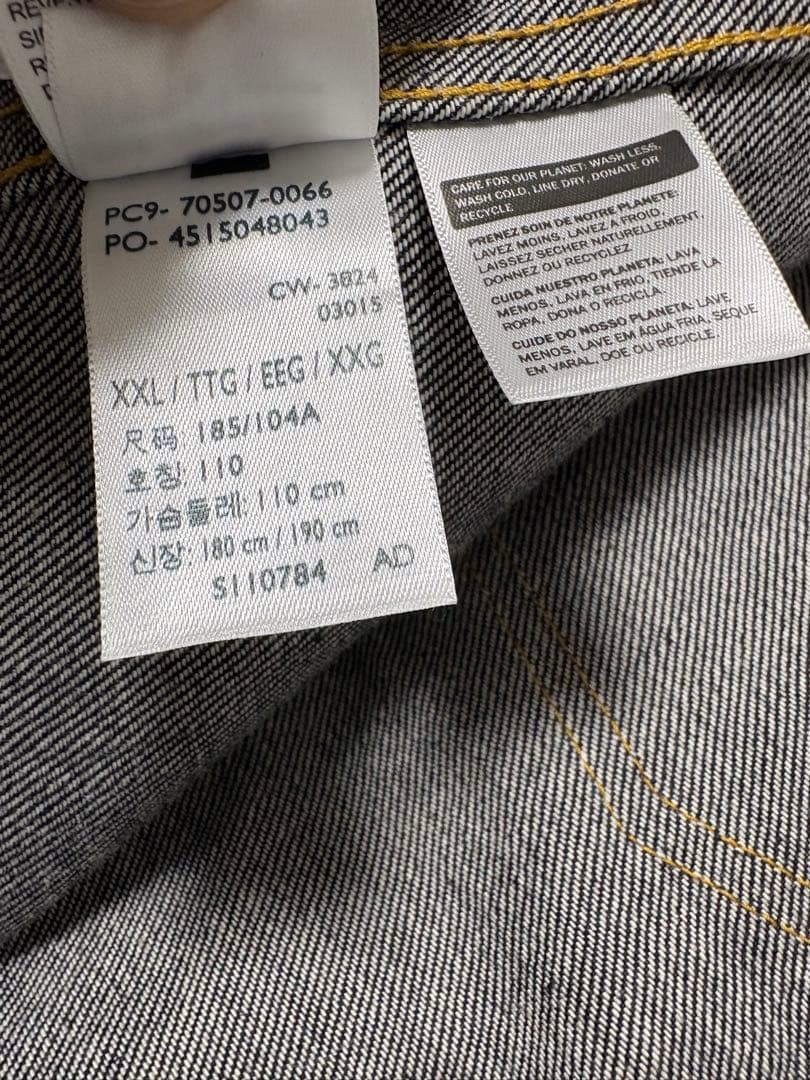 PC9- 70507-0066
PO- 4515048043
CW- 3824
03015
XXL / TTG / EEG / XXG
尺码: 185/104A
호칭: 110
가슴둘레: 110 cm
신장: 180 cm / 190 cm
S110784 AD
CARE FOR OUR PLANET: WASH LESS,
WASH COLD, LINE DRY, DONATE OR
RECYCLE
PRENEZ SOIN DE NOTRE PLANETE:
LAVEZ MOINS, LAVEZ A FROID,
LAISSEZ SECHER NATURELLEMENT,
DONNEZ OU RECYCLEZ
CUIDA NUESTRO PLANETA: LAVA
MENOS, LAVA EN FRIO, TIENDE LA
ROPA, DONA O RECICLA
CUIDE DO NOSSO PLANETA: LAVE
MENOS, LAVE EM ÁGUA FRIA, SEQUE
EM VARAL, DOE OU RECICLE.